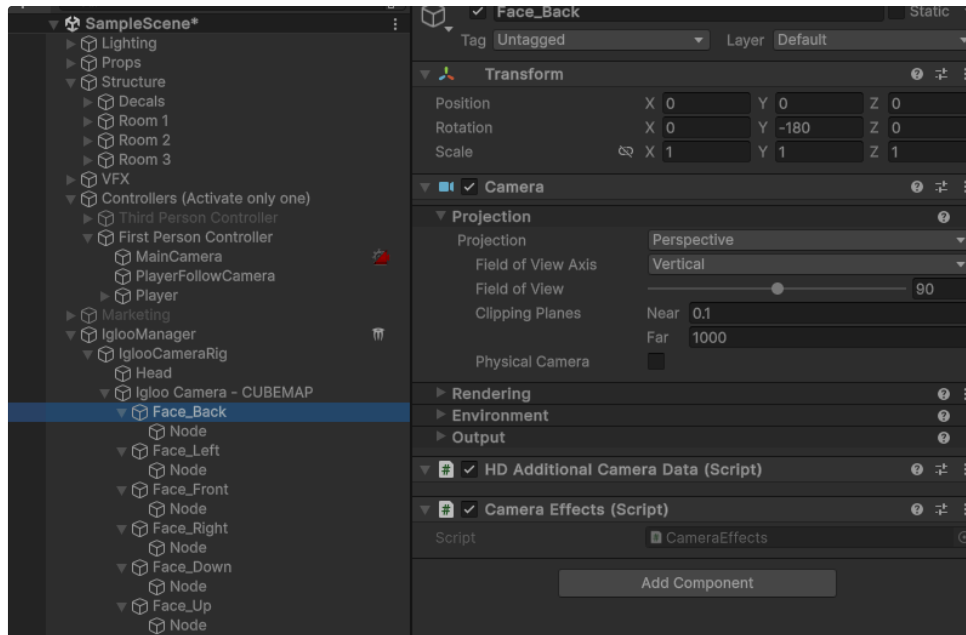 SampleScene*
Lighting
Props
Structure
Decals
Room 1
Room 2
Room 3
VFX
Controllers (Activate only one)
Third Person Controller
First Person Controller
MainCamera
PlayerFollowCamera
Player
Marketing
IglooManager
IglooCameraRig
Head
Igloo Camera - CUBEMAP
Face_Back
Node
Face_Left
Node
Face_Front
Node
Face_Right
Node
Face_Down
Node
Face_Up
Node
Face_Back Static
Tag Untagged Layer Default
Transform
Position X 0 Y 0 Z 0
Rotation X 0 Y -180 Z 0
Scale X 1 Y 1 Z 1
Camera
Projection
Projection Perspective
Field of View Axis Vertical
Field of View 90
Clipping Planes Near 0.1
Far 1000
Physical Camera
Rendering
Environment
Output
# HD Additional Camera Data (Script)
# Camera Effects (Script)
Script CameraEffects
Add Component